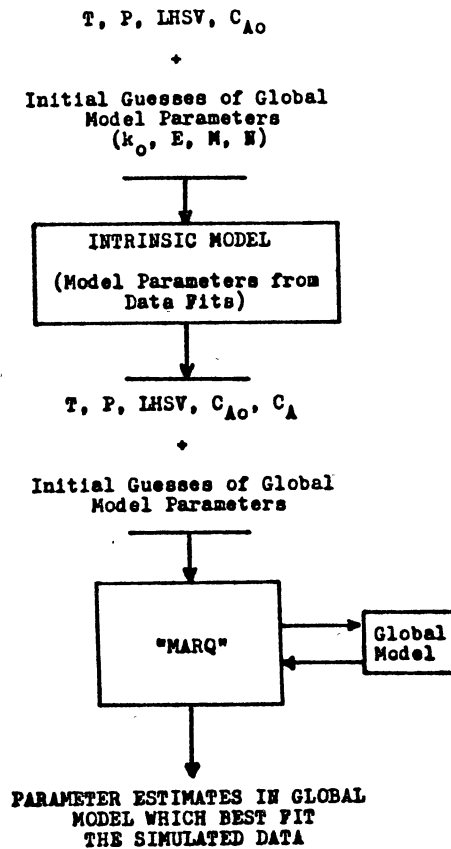 T, P, LHSV, C_Ao
+
Initial Guesses of Global
Model Parameters
(k_o, E, M, N)
INTRINSIC MODEL
(Model Parameters from
Data Fits)
T, P, LHSV, C_Ao, C_A
+
Initial Guesses of Global
Model Parameters
"MARQ"
Global
Model
PARAMETER ESTIMATES IN GLOBAL
MODEL WHICH BEST FIT
THE SIMULATED DATA